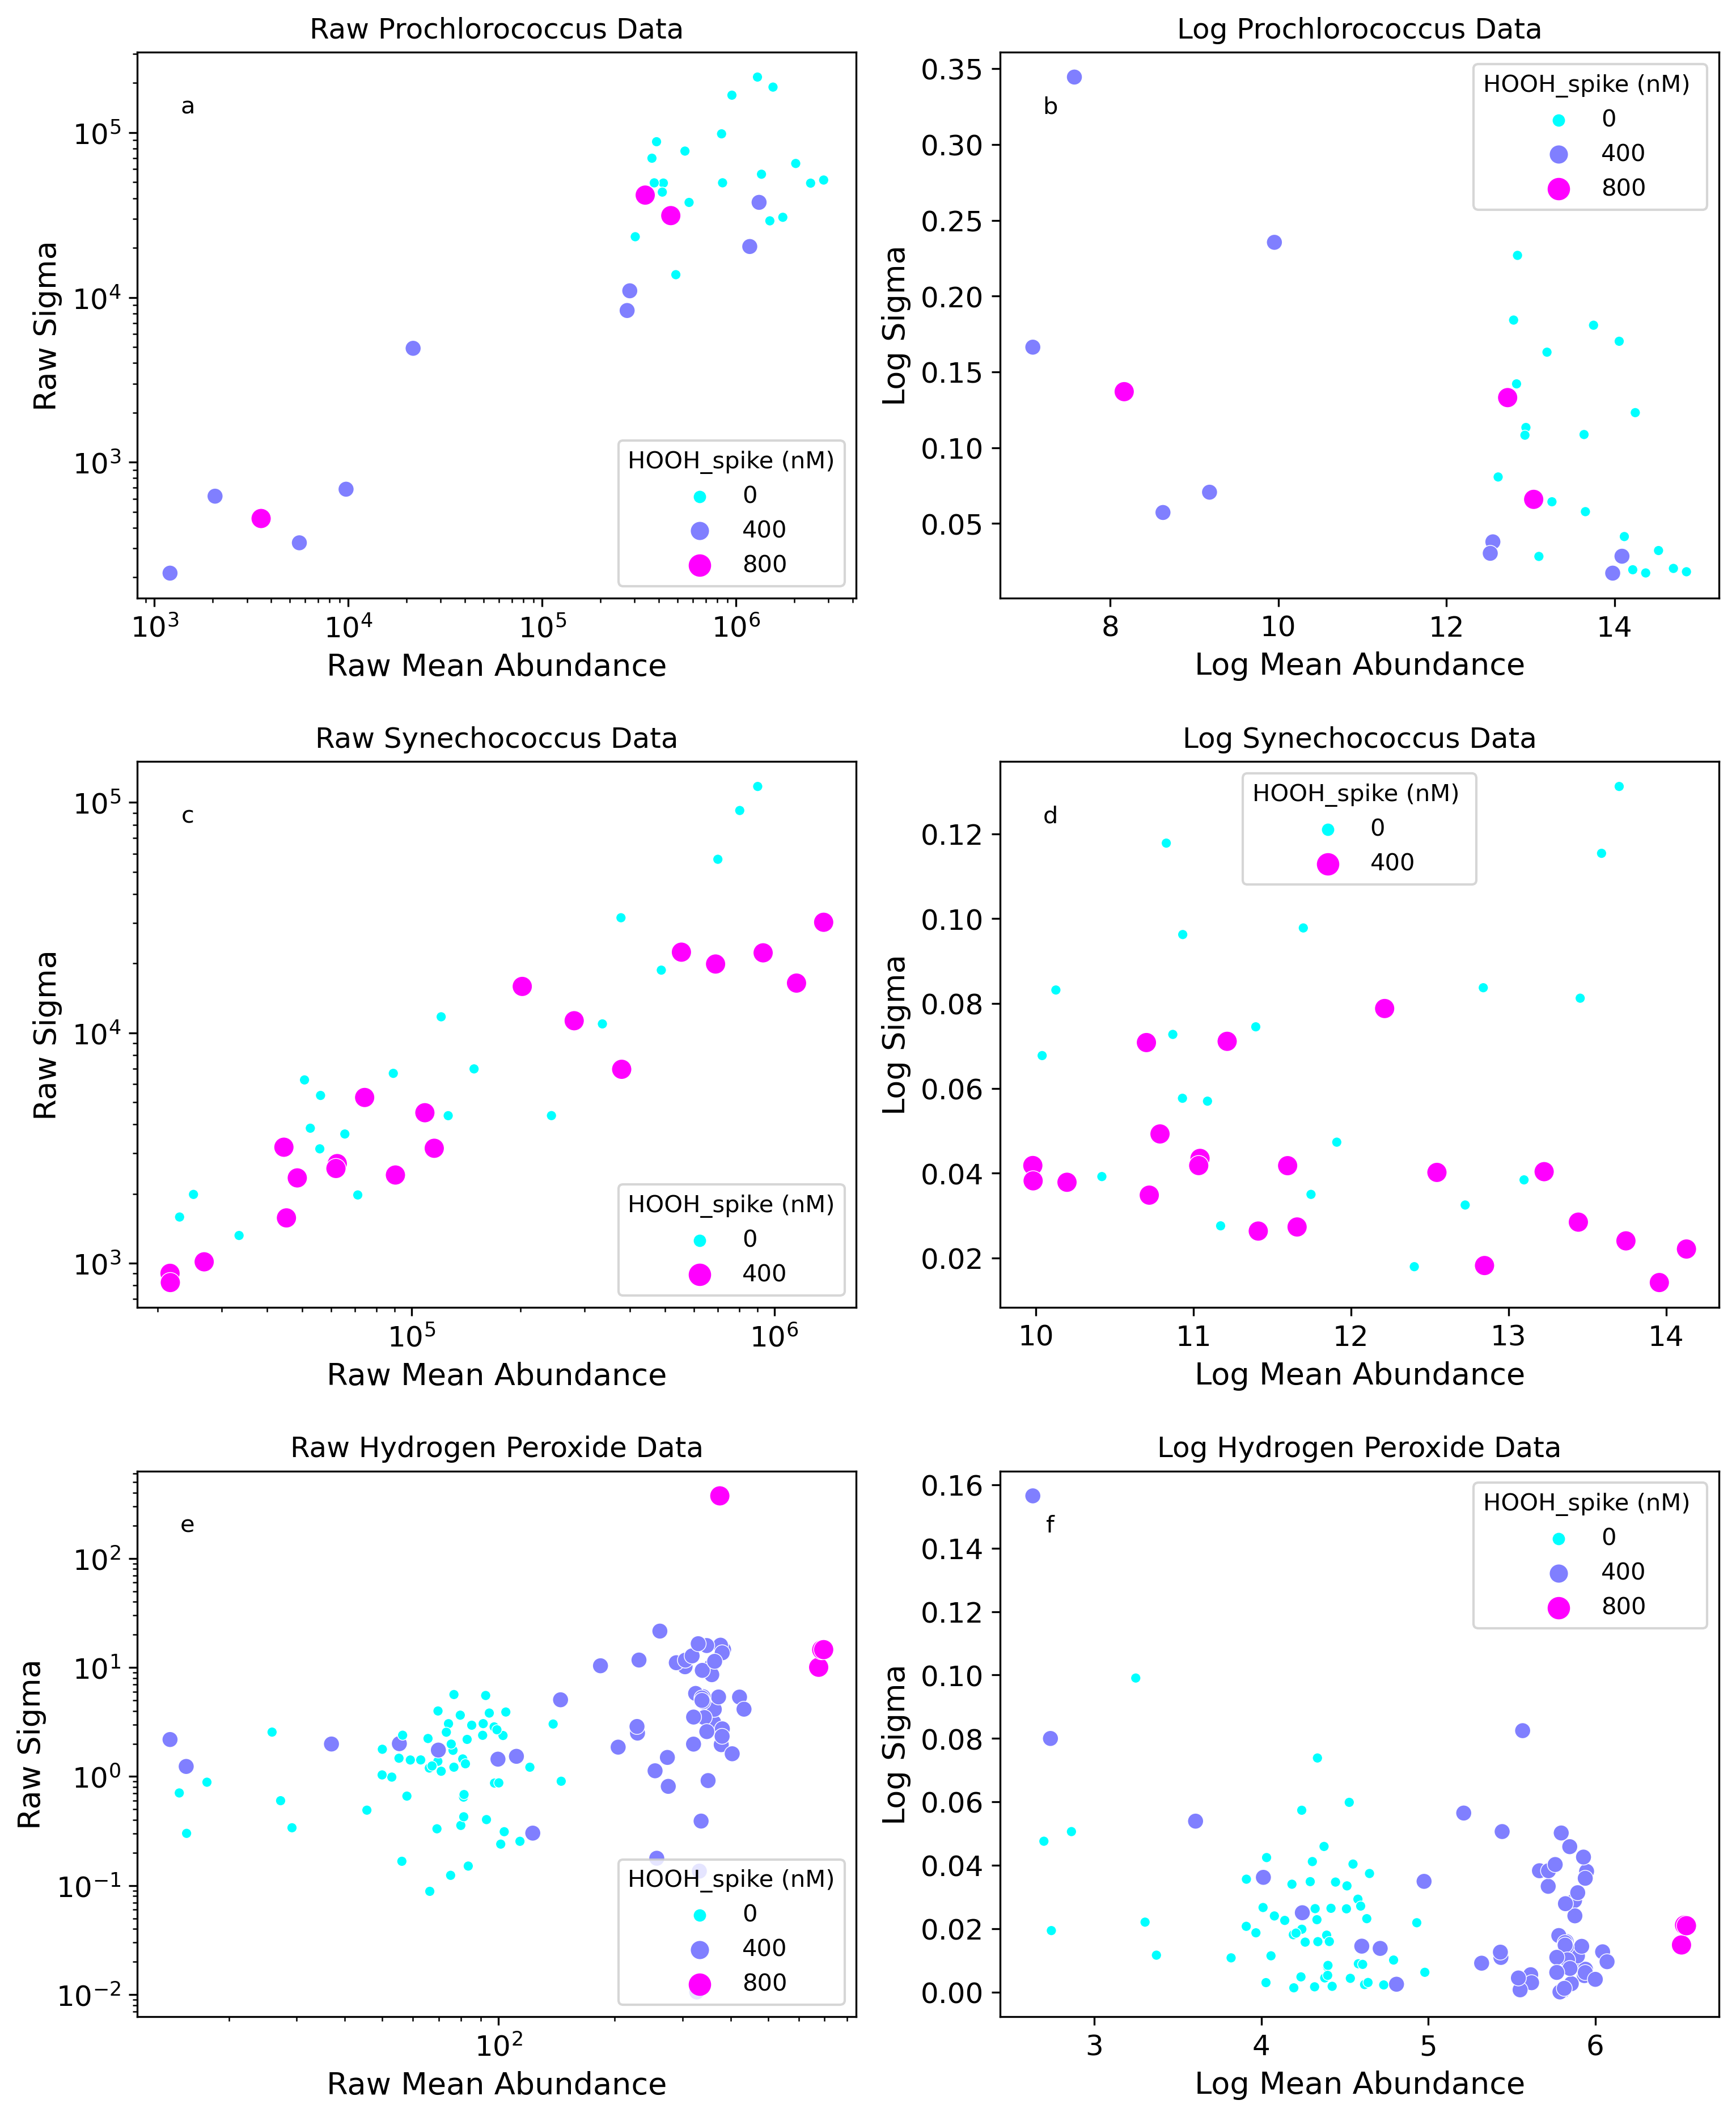 Raw Prochlorococcus Data
a
10^5
10^4
10^3
Raw Sigma
HOOH_spike (nM)
0
400
800
10^3 10^4 10^5 10^6
Raw Mean Abundance
Log Prochlorococcus Data
b
0.35
0.30
0.25
0.20
0.15
0.10
0.05
Log Sigma
HOOH_spike (nM)
0
400
800
8 10 12 14
Log Mean Abundance
Raw Synechococcus Data
c
10^5
10^4
10^3
Raw Sigma
HOOH_spike (nM)
0
400
10^5 10^6
Raw Mean Abundance
Log Synechococcus Data
d
0.12
0.10
0.08
0.06
0.04
0.02
Log Sigma
HOOH_spike (nM)
0
400
10 11 12 13 14
Log Mean Abundance
Raw Hydrogen Peroxide Data
e
10^2
10^1
10^0
10^−1
10^−2
Raw Sigma
HOOH_spike (nM)
0
400
800
10^2
Raw Mean Abundance
Log Hydrogen Peroxide Data
f
0.16
0.14
0.12
0.10
0.08
0.06
0.04
0.02
0.00
Log Sigma
HOOH_spike (nM)
0
400
800
3 4 5 6
Log Mean Abundance